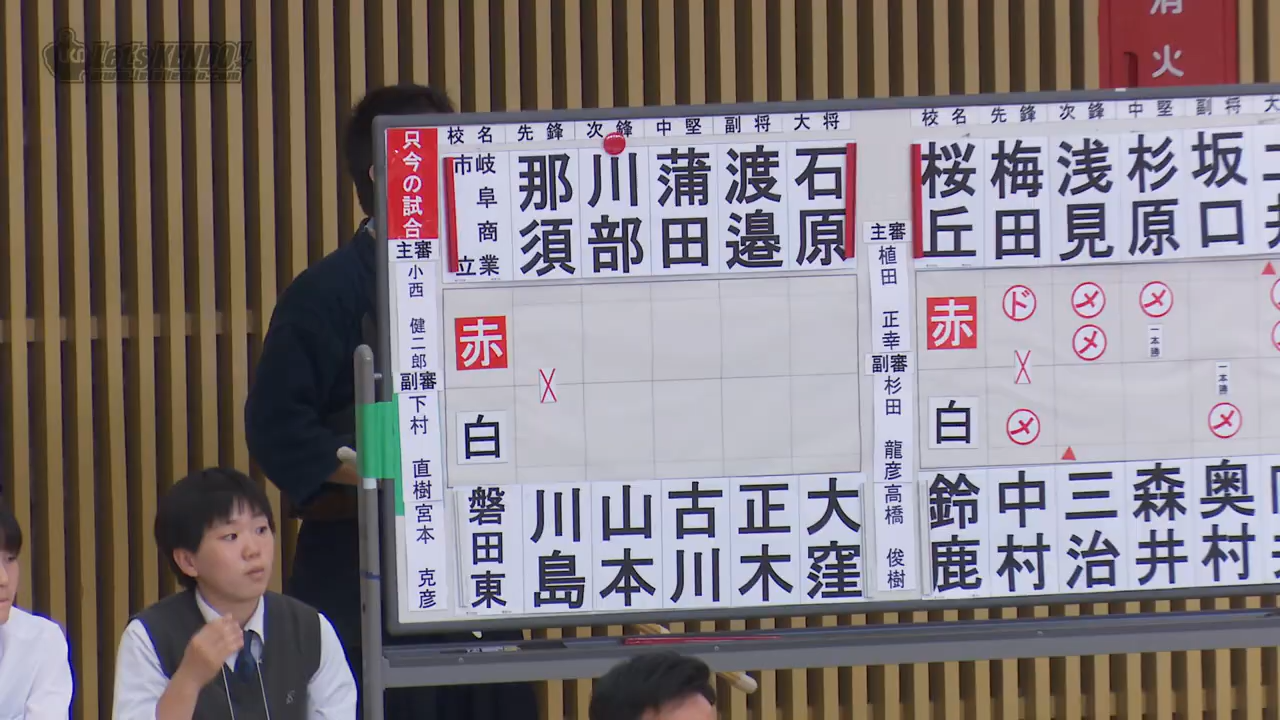 Let's KENDO!
消火
只今の試合
校名 先鋒 次鋒 中堅 副将 大将
市立岐阜商業 那須 川部 蒲田 渡邉 石原
主審
小西 健二郎
副審
下村 直樹
宮本 克彦
赤
白
磐田東 川島 山本 古川 正木 大窪
校名 先鋒 次鋒 中堅 副将 大
桜丘 梅田 浅見 杉原 坂口
主審
植田 正幸
副審
杉田 龍彦
高橋 俊樹
赤 ド メ メ メ
一本勝
一本勝
白 メ メ
鈴鹿 中村 三治 森井 奥村